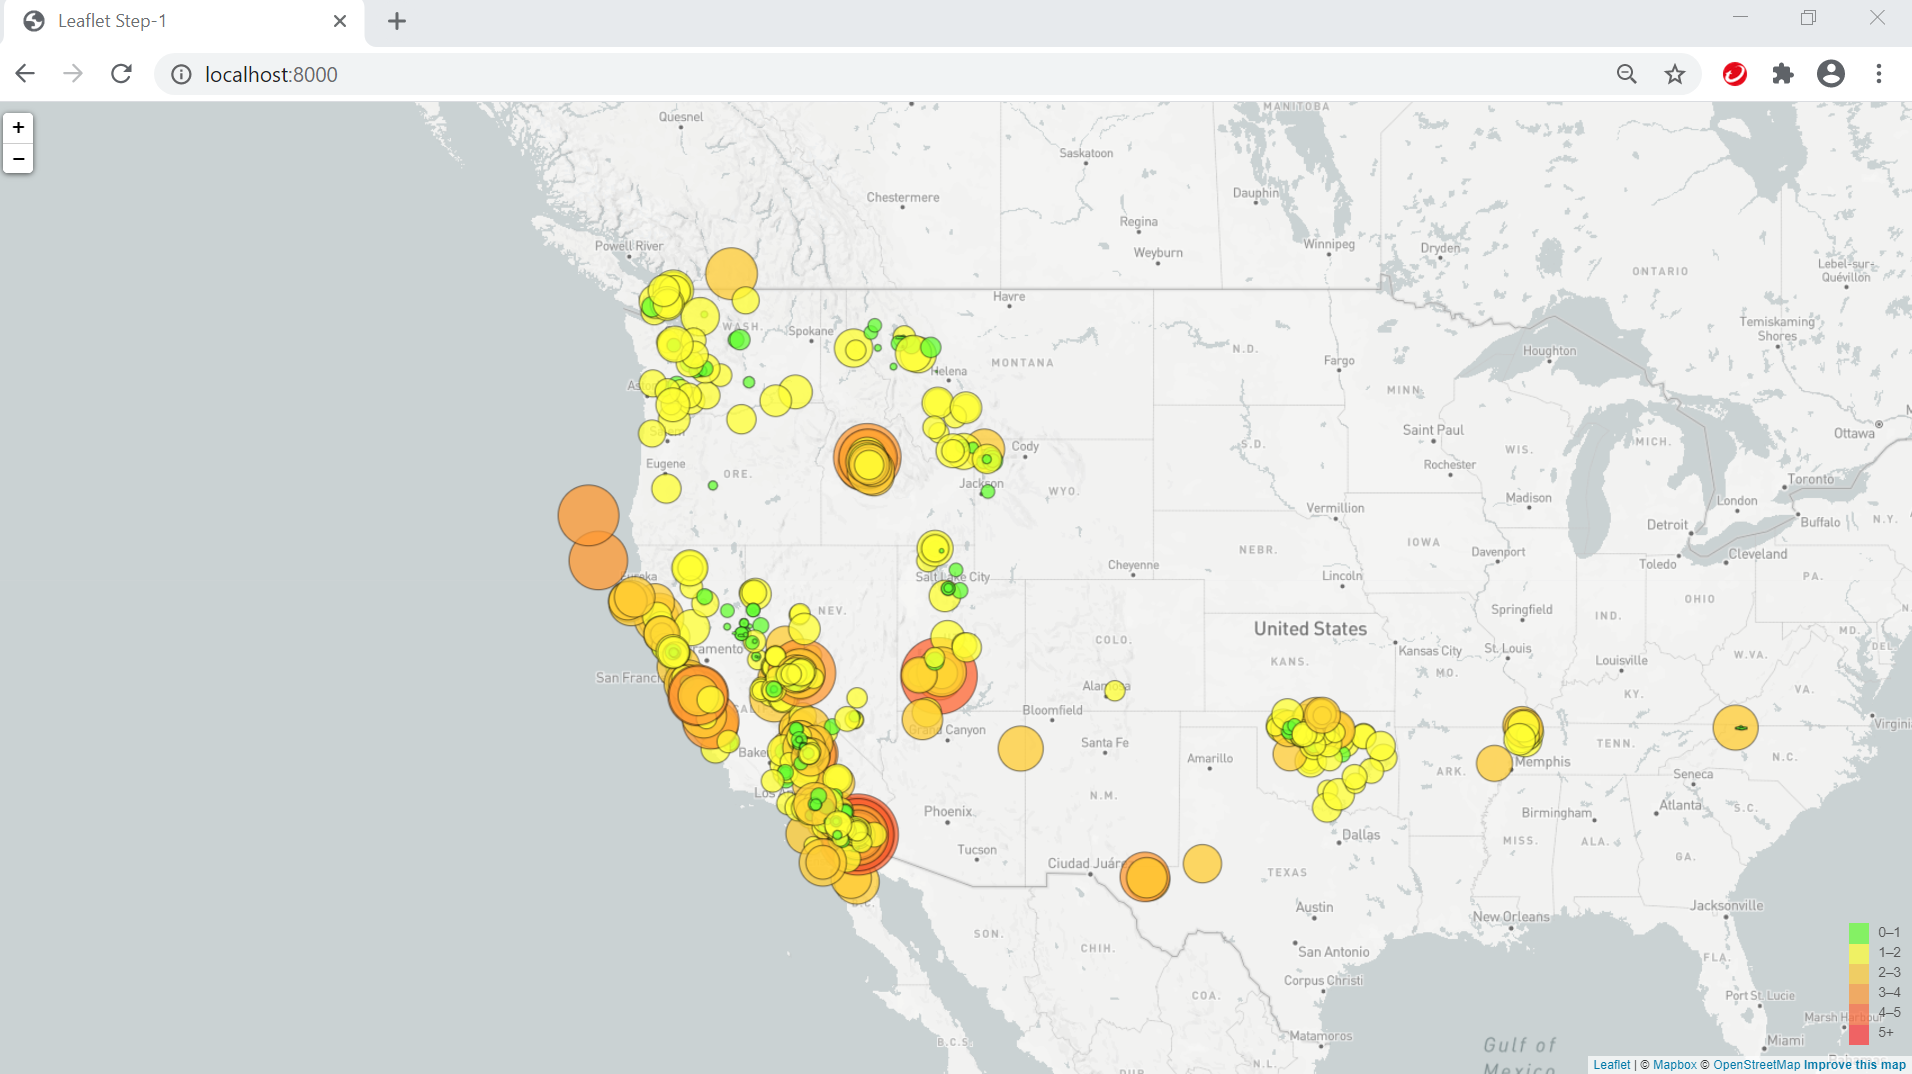 Leaflet Step-1
localhost:8000
+
−
Quesnel
MANITOBA
Saskatoon
Chestermere
Dauphin
Regina
Powell River
Winnipeg
Dryden
Weyburn
Lebel-sur-
Quévillon
ONTARIO
Havre
WASH.
Spokane
Temiskaming
Shores
N.D.
Houghton
MONTANA
Fargo
Helena
MINN.
Saint Paul
Ottawa
Cody
S.D.
WIS.
MICH.
Eugene
Rochester
ORE.
Jackson
WYO.
Toronto
Madison
London
Vermillion
Detroit
Buffalo
N.Y.
NEBR.
IOWA
Davenport
Cleveland
Toledo
Cheyenne
Salt Lake City
Lincoln
PA.
OHIO
NEV.
Springfield
IND.
United States
COLO.
MD.
Kansas City
St. Louis
DEL.
KANS.
MO.
Louisville
W.VA.
San Franci
Alamosa
KY.
VA.
Bloomfield
Grand Canyon
Virginia
Santa Fe
TENN.
Amarillo
N.C.
Memphis
ARK.
Seneca
N.M.
Phoenix
Birmingham
Atlanta
S.C.
Dallas
MISS.
ALA.
Tucson
GA.
Ciudad Juár
TEXAS
Austin
Jacksonville
New Orleans
SON.
CHIH.
San Antonio
FLA.
Corpus Christi
COA.
Port St. Lucie
Marsh Harbour
Matamoros
B.C.S.
Miami
Gulf of
Mexico
N.L.
DUR.
0–1
1–2
2–3
3–4
4–5
5+
Leaflet | © Mapbox © OpenStreetMap Improve this map